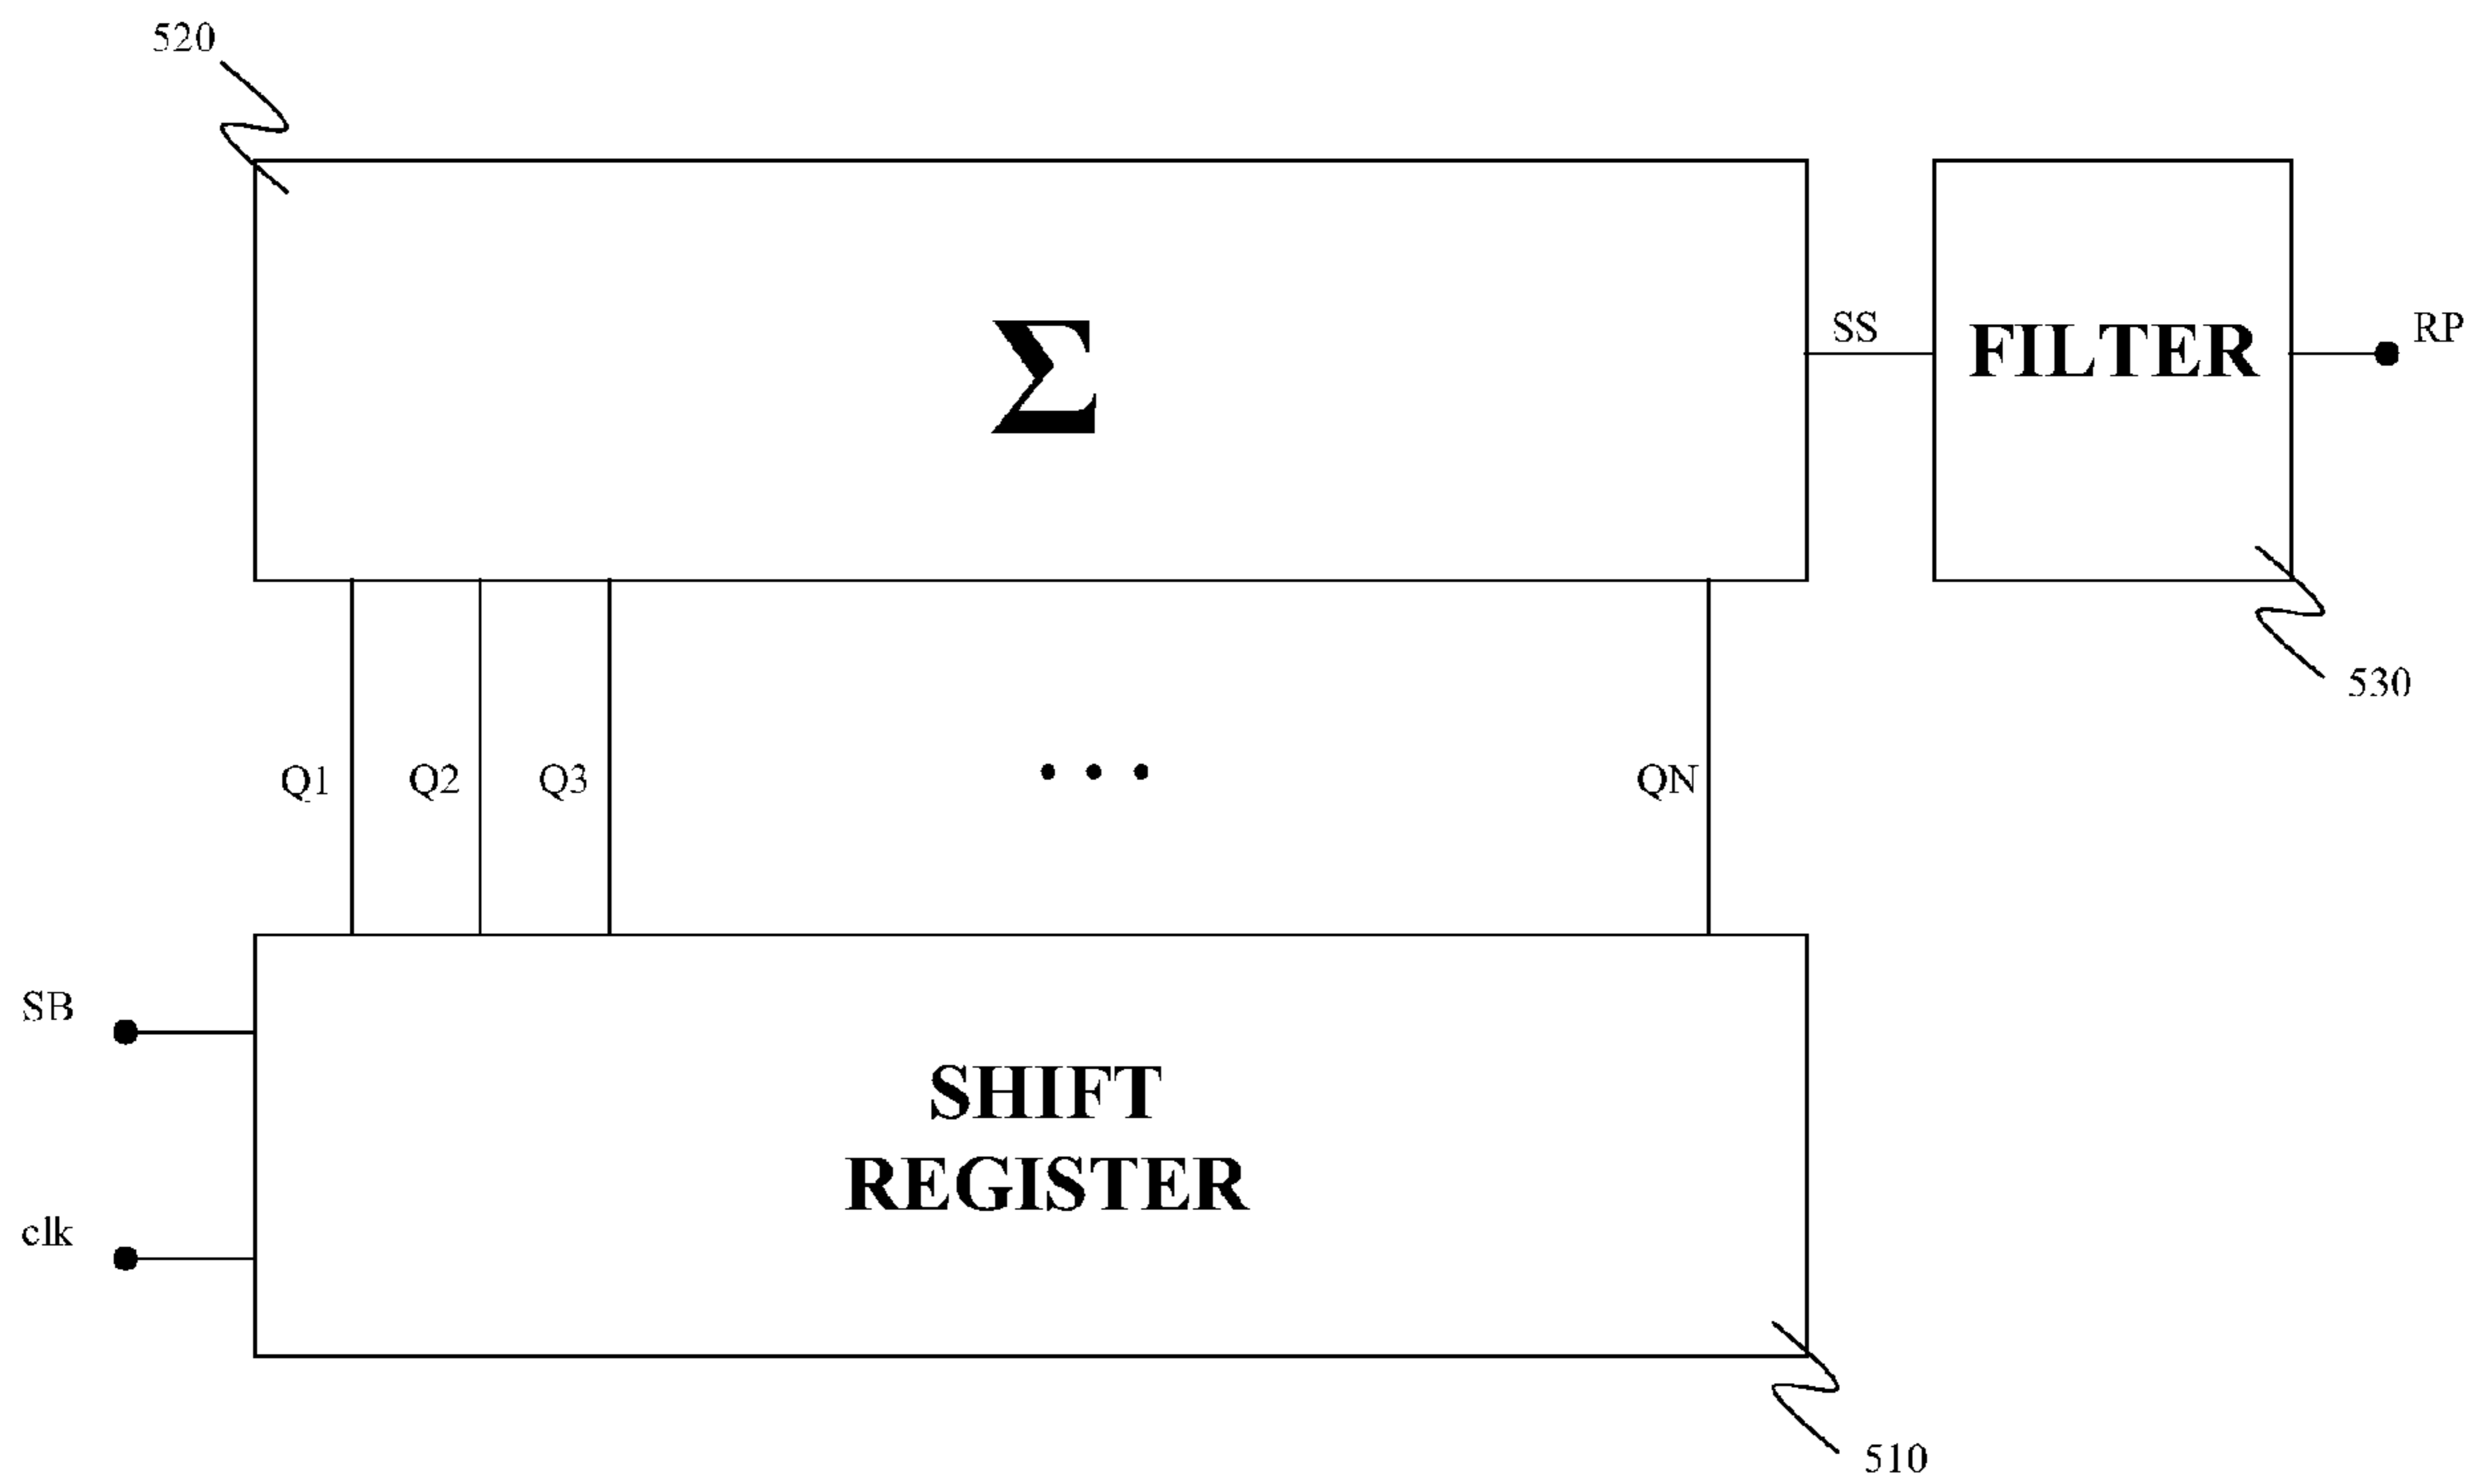 520
Σ
SS
FILTER
RP
530
Q1
Q2
Q3
...
QN
SB
SHIFT
REGISTER
clk
510